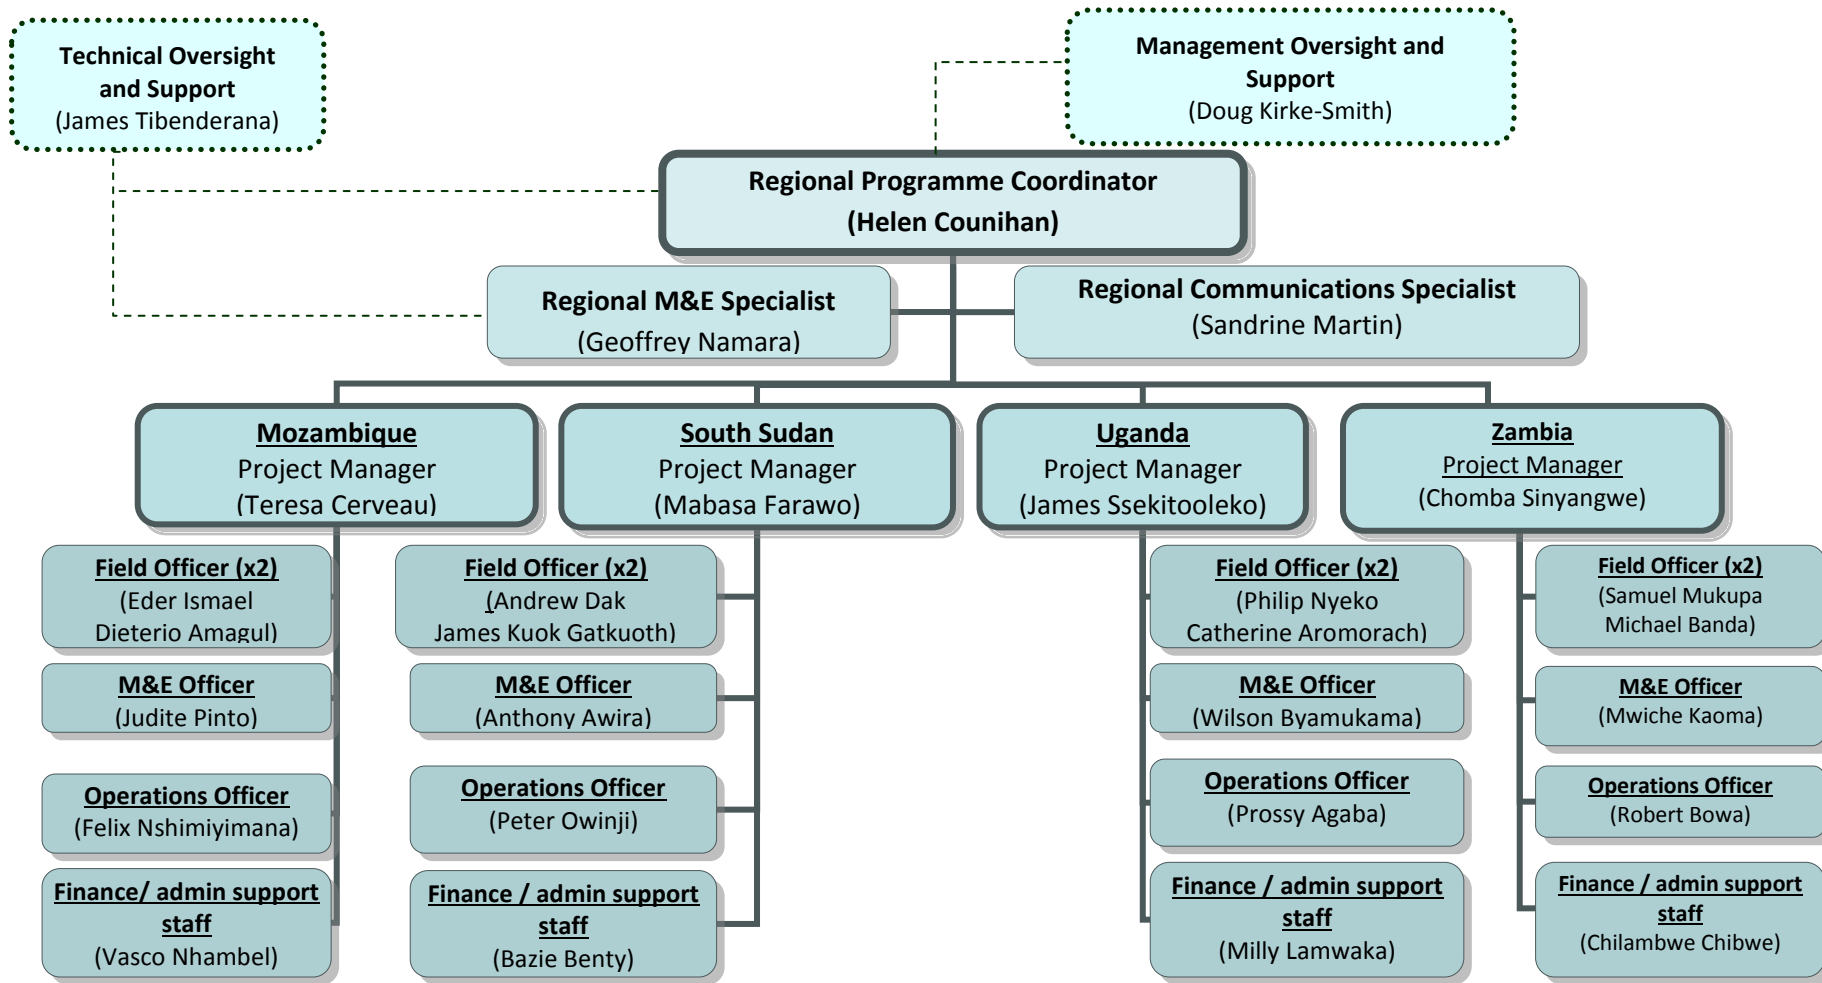 Technical Oversight
and Support
(James Tibenderana)
Management Oversight and
Support
(Doug Kirke-Smith)
Regional Programme Coordinator
(Helen Counihan)
Regional M&E Specialist
(Geoffrey Namara)
Regional Communications Specialist
(Sandrine Martin)
Mozambique
Project Manager
(Teresa Cerveau)
South Sudan
Project Manager
(Mabasa Farawo)
Uganda
Project Manager
(James Ssekitooleko)
Zambia
Project Manager
(Chomba Sinyangwe)
Field Officer (x2)
(Eder Ismael
Dieterio Amagul)
M&E Officer
(Judite Pinto)
Operations Officer
(Felix Nshimiyimana)
Finance/ admin support
staff
(Vasco Nhambel)
Field Officer (x2)
(Andrew Dak
James Kuok Gatkuoth)
M&E Officer
(Anthony Awira)
Operations Officer
(Peter Owinji)
Finance / admin support
staff
(Bazie Benty)
Field Officer (x2)
(Philip Nyeko
Catherine Aromorach)
M&E Officer
(Wilson Byamukama)
Operations Officer
(Prossy Agaba)
Finance / admin support
staff
(Milly Lamwaka)
Field Officer (x2)
(Samuel Mukupa
Michael Banda)
M&E Officer
(Mwiche Kaoma)
Operations Officer
(Robert Bowa)
Finance / admin support
staff
(Chilambwe Chibwe)